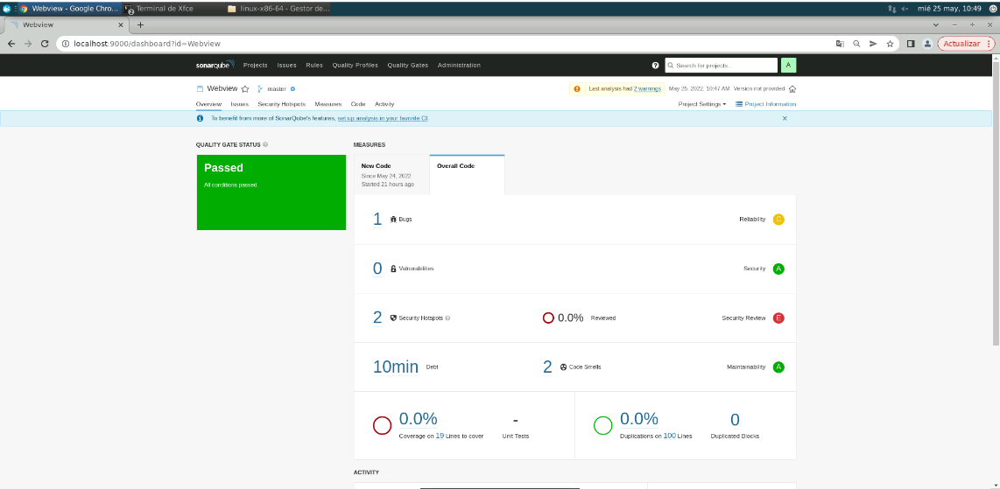 Webview - Google Chro...
2
Terminal de Xfce
linux-x86-64 - Gestor de...
mié 25 may, 10:49
Webview
localhost:9000/dashboard?id=Webview
Actualizar
sonarqube Projects Issues Rules Quality Profiles Quality Gates Administration
Search for projects...
A
Webview
master
Last analysis had 2 warnings
May 25, 2022, 10:47 AM Version not provided
Overview Issues Security Hotspots Measures Code Activity
Project Settings
Project Information
To benefit from more of SonarQube's features, set up analysis in your favorite CI.
QUALITY GATE STATUS
MEASURES
Passed
All conditions passed.
New Code
Since May 24, 2022
Started 21 hours ago
Overall Code
1 Bugs
Reliability C
0 Vulnerabilities
Security A
2 Security Hotspots
0.0% Reviewed
Security Review E
10min Debt
2 Code Smells
Maintainability A
0.0%
Coverage on 19 Lines to cover
-
Unit Tests
0.0%
Duplications on 100 Lines
0
Duplicated Blocks
ACTIVITY